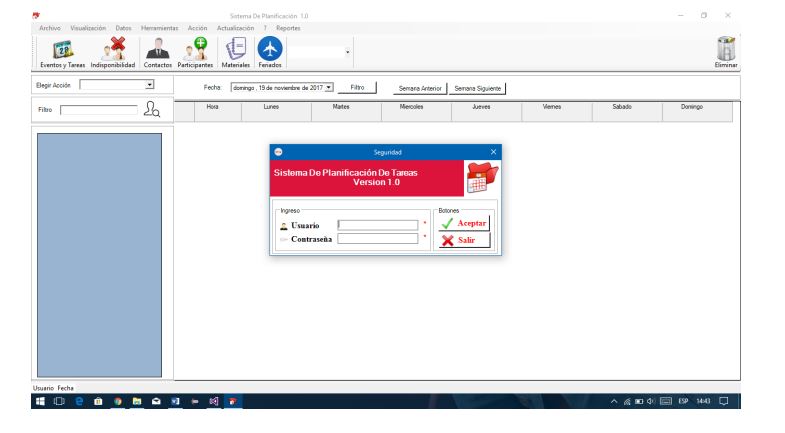 Sistema De Planificación 1.0
Archivo Visualización Datos Herramientas Acción Actualización ? Reportes
Eventos y Tareas Indisponibilidad Contactos Participantes Materiales Feriados Eliminar
Elegir Acción Fecha: domingo , 19 de noviembre de 2017 Filtro Semana Anterior Semana Siguiente
Filtro Hora Lunes Martes Miercoles Jueves Viernes Sabado Domingo
Seguridad
Sistema De Planificación De Tareas
Version 1.0
Ingreso
Usuario *
Contraseña *
Botones
Aceptar
Salir
Usuario Fecha
ESP 14:43